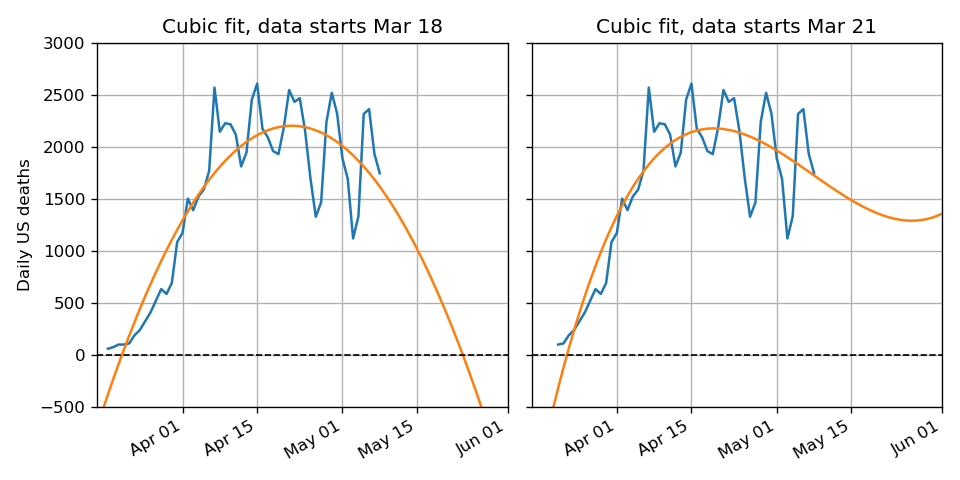 Cubic fit, data starts Mar 18
Cubic fit, data starts Mar 21
Daily US deaths
3000
2500
2000
1500
1000
500
0
−500
Apr 01
Apr 15
May 01
May 15
Jun 01
Apr 01
Apr 15
May 01
May 15
Jun 01